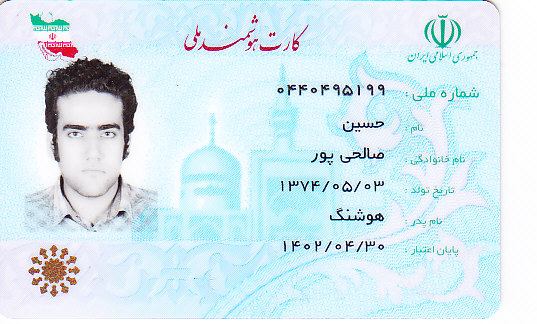 کارت هوشمند ملی
جمهوری اسلامی ایران
شماره ملی : ۰۴۴۰۴۹۵۱۹۹
نام : حسین
نام خانوادگی : صالحی پور
تاریخ تولد : ۱۳۷۴/۰۵/۰۳
نام پدر : هوشنگ
پایان اعتبار : ۱۴۰۲/۰۴/۳۰